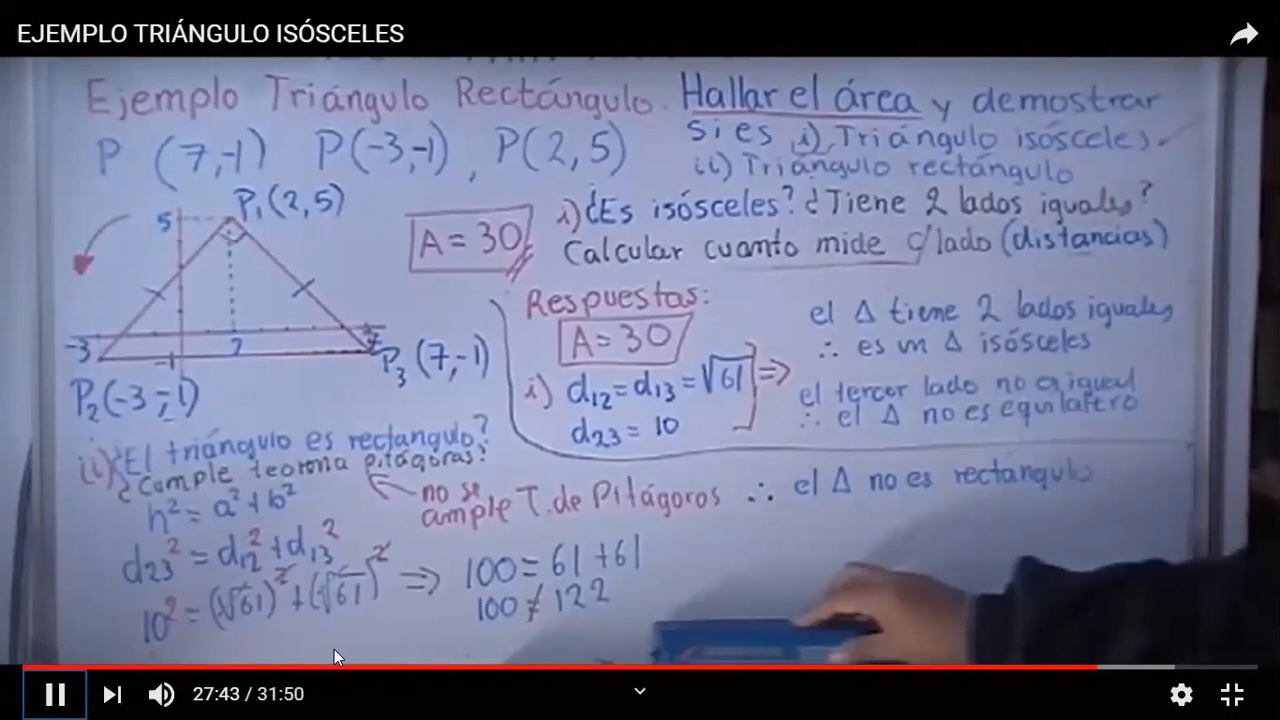 EJEMPLO TRIÁNGULO ISÓSCELES
Ejemplo Triángulo Rectángulo. Hallar el área y demostrar
si es i) Triángulo isósceles.
ii) Triángulo rectángulo
P (7,-1) P(-3,-1), P(2,5)
P₁(2,5)
5
-3
-1
2
7
P₂(-3,-1)
P₃(7,-1)
A = 30
i) ¿Es isósceles? ¿Tiene 2 lados iguales?
Calcular cuanto mide c/lado (distancias)
Respuestas:
A = 30
i) d₁₂ = d₁₃ = √61 ⇒
d₂₃ = 10
el Δ tiene 2 lados iguales
∴ es un Δ isósceles
el tercer lado no es igual
∴ el Δ no es equilatero
ii) ¿El triángulo es rectangulo?
¿Cumple teorema pitágoras?
h² = a² + b²
d₂₃² = d₁₂² + d₁₃²
10² = (√61)² + (√61)² ⇒ 100 = 61 + 61
100 ≠ 122
no se
cumple T. de Pitágoros ∴ el Δ no es rectangulo
27:43 / 31:50